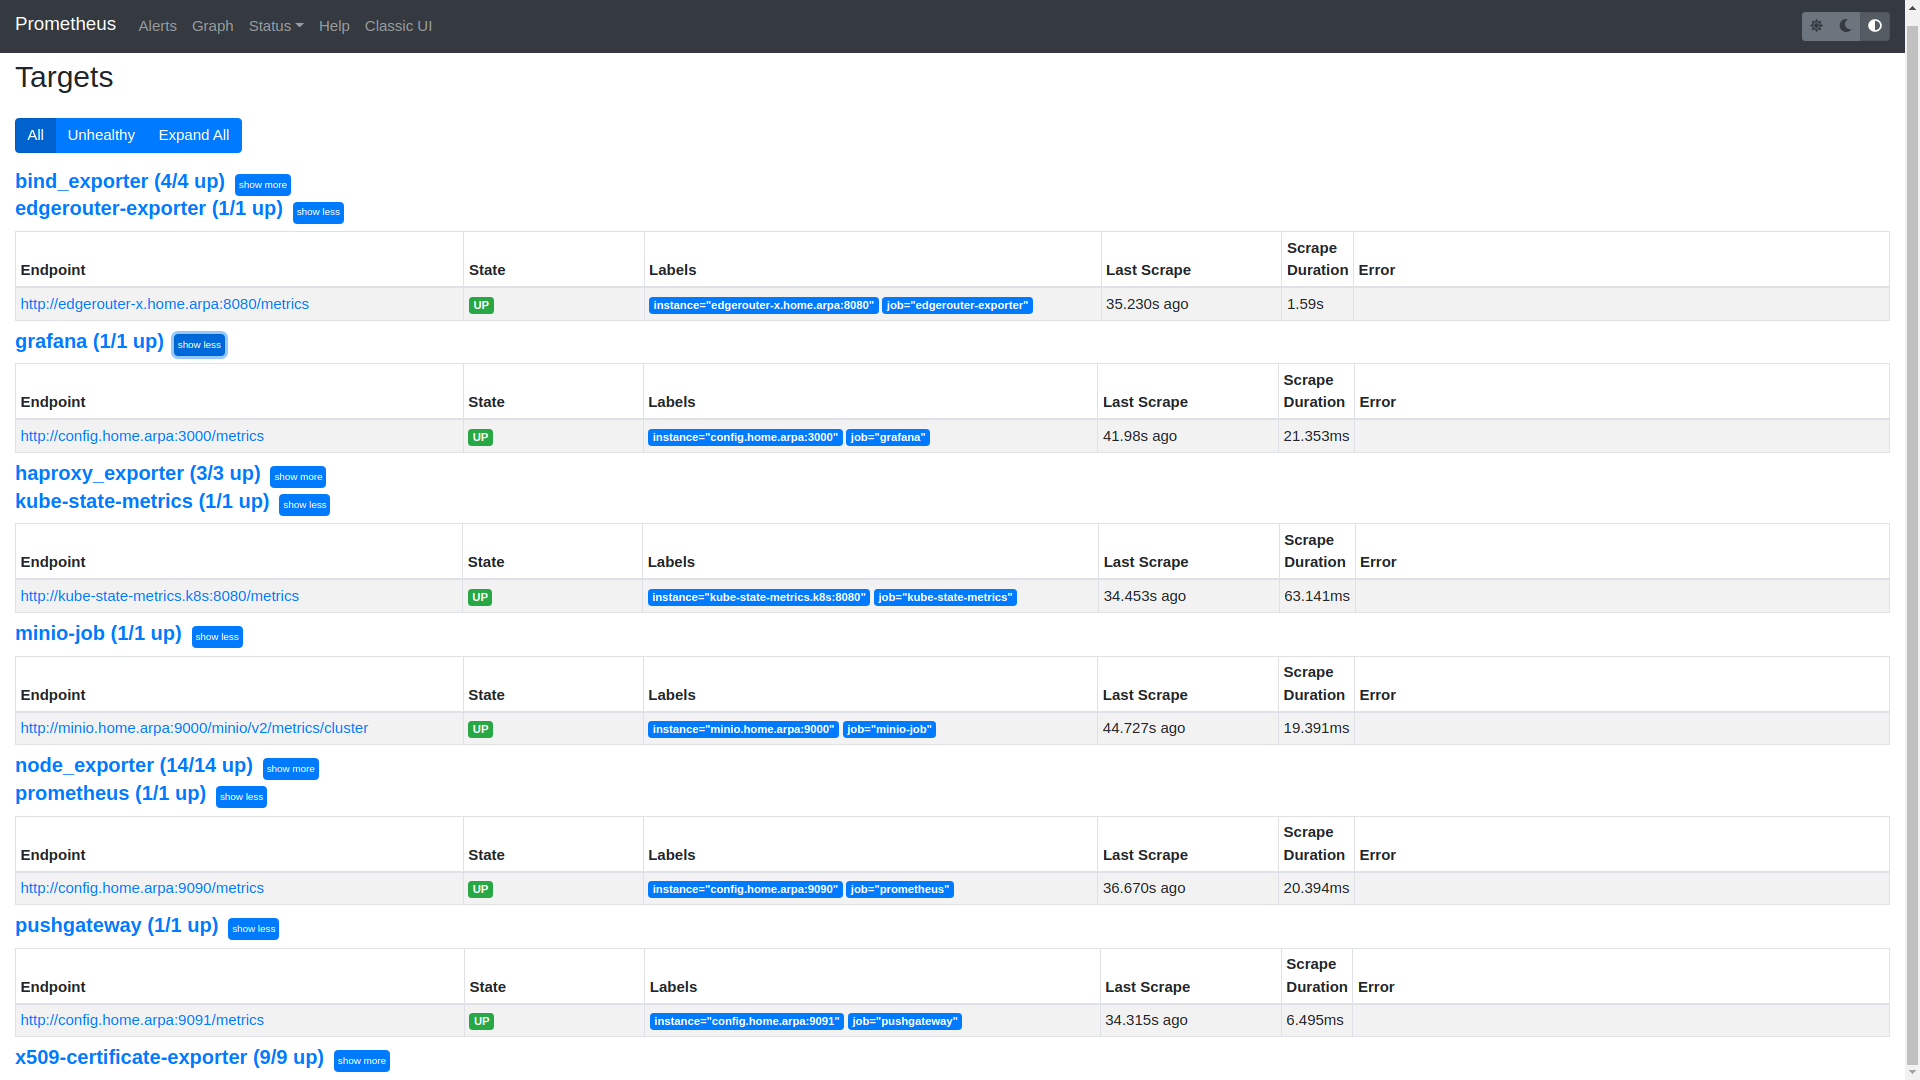 Prometheus Alerts Graph Status Help Classic UI
Targets
All Unhealthy Expand All
bind_exporter (4/4 up) show more
edgerouter-exporter (1/1 up) show less
Endpoint State Labels Last Scrape Scrape Duration Error
http://edgerouter-x.home.arpa:8080/metrics UP instance="edgerouter-x.home.arpa:8080" job="edgerouter-exporter" 35.230s ago 1.59s
grafana (1/1 up) show less
Endpoint State Labels Last Scrape Scrape Duration Error
http://config.home.arpa:3000/metrics UP instance="config.home.arpa:3000" job="grafana" 41.98s ago 21.353ms
haproxy_exporter (3/3 up) show more
kube-state-metrics (1/1 up) show less
Endpoint State Labels Last Scrape Scrape Duration Error
http://kube-state-metrics.k8s:8080/metrics UP instance="kube-state-metrics.k8s:8080" job="kube-state-metrics" 34.453s ago 63.141ms
minio-job (1/1 up) show less
Endpoint State Labels Last Scrape Scrape Duration Error
http://minio.home.arpa:9000/minio/v2/metrics/cluster UP instance="minio.home.arpa:9000" job="minio-job" 44.727s ago 19.391ms
node_exporter (14/14 up) show more
prometheus (1/1 up) show less
Endpoint State Labels Last Scrape Scrape Duration Error
http://config.home.arpa:9090/metrics UP instance="config.home.arpa:9090" job="prometheus" 36.670s ago 20.394ms
pushgateway (1/1 up) show less
Endpoint State Labels Last Scrape Scrape Duration Error
http://config.home.arpa:9091/metrics UP instance="config.home.arpa:9091" job="pushgateway" 34.315s ago 6.495ms
x509-certificate-exporter (9/9 up) show more